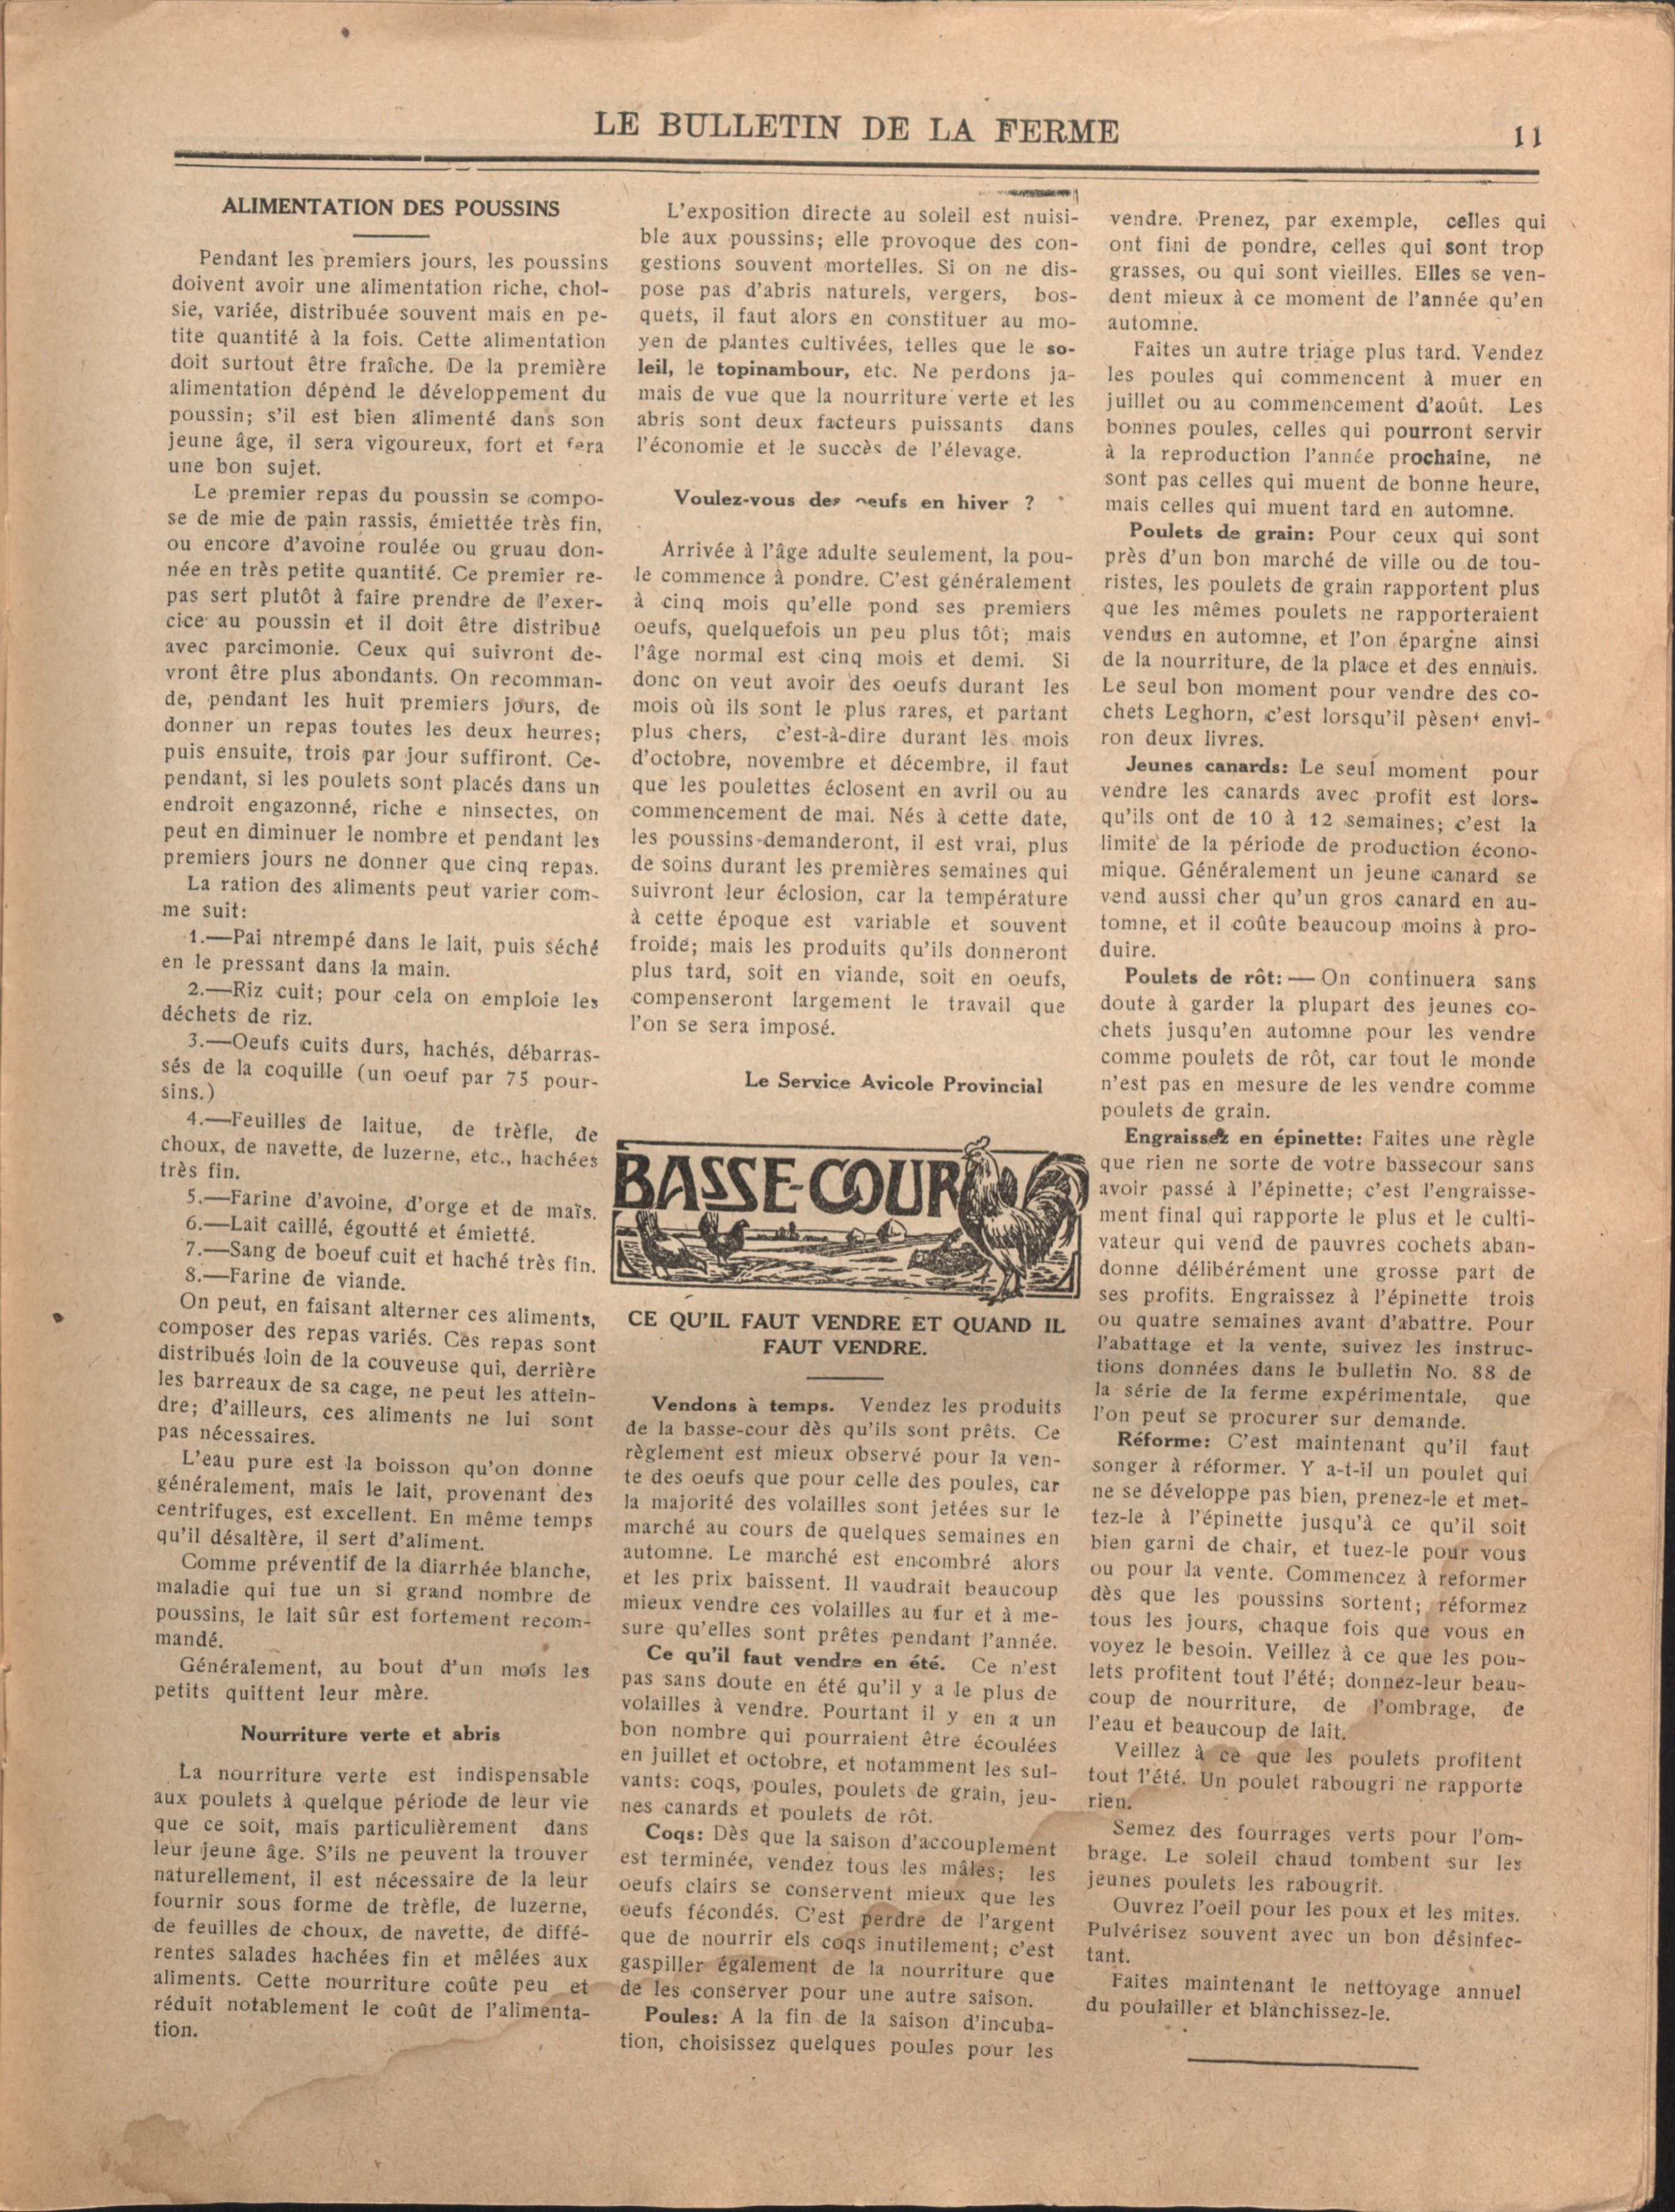 LE BULLETIN DE LA FERME
11
ALIMENTATION DES POUSSINS
Pendant les premiers jours, les poussins
doivent avoir une alimentation riche, choi-
sie, variée, distribuée souvent mais en pe-
tite quantité à la fois. Cette alimentation
doit surtout être fraîche. De la première
alimentation dépend le développement du
poussin; s'il est bien alimenté dans son
jeune âge, il sera vigoureux, fort et fera
une bon sujet.
Le premier repas du poussin se compo-
se de mie de pain rassis, émiettée très fin,
ou encore d'avoine roulée ou gruau don-
née en très petite quantité. Ce premier re-
pas sert plutôt à faire prendre de l'exer-
cice au poussin et il doit être distribué
avec parcimonie. Ceux qui suivront de-
vront être plus abondants. On recomman-
de, pendant les huit premiers jours, de
donner un repas toutes les deux heures;
puis ensuite, trois par jour suffiront. Ce-
pendant, si les poulets sont placés dans un
endroit engazonné, riche e ninsectes, on
peut en diminuer le nombre et pendant les
premiers jours ne donner que cinq repas.
La ration des aliments peut varier com-
me suit:
1.—Pai ntrempé dans le lait, puis séché
en le pressant dans la main.
2.—Riz cuit; pour cela on emploie les
déchets de riz.
3.—Oeufs cuits durs, hachés, débarras-
sés de la coquille (un oeuf par 75 pour-
sins.)
4.—Feuilles de laitue, de trèfle, de
choux, de navette, de luzerne, etc., hachées
très fin.
5.—Farine d'avoine, d'orge et de maïs.
6.—Lait caillé, égoutté et émietté.
7.—Sang de boeuf cuit et haché très fin.
8.—Farine de viande.
On peut, en faisant alterner ces aliments,
composer des repas variés. Ces repas sont
distribués loin de la couveuse qui, derrière
les barreaux de sa cage, ne peut les attein-
dre; d'ailleurs, ces aliments ne lui sont
pas nécessaires.
L'eau pure est la boisson qu'on donne
généralement, mais le lait, provenant des
centrifuges, est excellent. En même temps
qu'il désaltère, il sert d'aliment.
Comme préventif de la diarrhée blanche,
maladie qui tue un si grand nombre de
poussins, le lait sûr est fortement recom-
mandé.
Généralement, au bout d'un mois les
petits quittent leur mère.
Nourriture verte et abris
La nourriture verte est indispensable
aux poulets à quelque période de leur vie
que ce soit, mais particulièrement dans
leur jeune âge. S'ils ne peuvent la trouver
naturellement, il est nécessaire de la leur
fournir sous forme de trèfle, de luzerne,
de feuilles de choux, de navette, de diffé-
rentes salades hachées fin et mêlées aux
aliments. Cette nourriture coûte peu et
réduit notablement le coût de l'alimenta-
tion.
L'exposition directe au soleil est nuisi-
ble aux poussins; elle provoque des con-
gestions souvent mortelles. Si on ne dis-
pose pas d'abris naturels, vergers, bos-
quets, il faut alors en constituer au mo-
yen de plantes cultivées, telles que le so-
leil, le topinambour, etc. Ne perdons ja-
mais de vue que la nourriture verte et les
abris sont deux facteurs puissants dans
l'économie et le succès de l'élevage.
Voulez-vous des oeufs en hiver ?
Arrivée à l'âge adulte seulement, la pou-
le commence à pondre. C'est généralement
à cinq mois qu'elle pond ses premiers
oeufs, quelquefois un peu plus tôt; mais
l'âge normal est cinq mois et demi. Si
donc on veut avoir des oeufs durant les
mois où ils sont le plus rares, et partant
plus chers, c'est-à-dire durant les mois
d'octobre, novembre et décembre, il faut
que les poulettes éclosent en avril ou au
commencement de mai. Nés à cette date,
les poussins demanderont, il est vrai, plus
de soins durant les premières semaines qui
suivront leur éclosion, car la température
à cette époque est variable et souvent
froide; mais les produits qu'ils donneront
plus tard, soit en viande, soit en oeufs,
compenseront largement le travail que
l'on se sera imposé.
Le Service Avicole Provincial
BASSE-COUR
CE QU'IL FAUT VENDRE ET QUAND IL
FAUT VENDRE.
Vendons à temps. Vendez les produits
de la basse-cour dès qu'ils sont prêts. Ce
règlement est mieux observé pour la ven-
te des oeufs que pour celle des poules, car
la majorité des volailles sont jetées sur le
marché au cours de quelques semaines en
automne. Le marché est encombré alors
et les prix baissent. Il vaudrait beaucoup
mieux vendre ces volailles au fur et à me-
sure qu'elles sont prêtes pendant l'année.
Ce qu'il faut vendre en été. Ce n'est
pas sans doute en été qu'il y a le plus de
volailles à vendre. Pourtant il y en a un
bon nombre qui pourraient être écoulées
en juillet et octobre, et notamment les sui-
vants: coqs, poules, poulets de grain, jeu-
nes canards et poulets de rôt.
Coqs: Dès que la saison d'accouplement
est terminée, vendez tous les mâles; les
oeufs clairs se conservent mieux que les
oeufs fécondés. C'est perdre de l'argent
que de nourrir els coqs inutilement; c'est
gaspiller également de la nourriture que
de les conserver pour une autre saison.
Poules: A la fin de la saison d'incuba-
tion, choisissez quelques poules pour les
vendre. Prenez, par exemple, celles qui
ont fini de pondre, celles qui sont trop
grasses, ou qui sont vieilles. Elles se ven-
dent mieux à ce moment de l'année qu'en
automne.
Faites un autre triage plus tard. Vendez
les poules qui commencent à muer en
juillet ou au commencement d'août. Les
bonnes poules, celles qui pourront servir
à la reproduction l'année prochaine, ne
sont pas celles qui muent de bonne heure,
mais celles qui muent tard en automne.
Poulets de grain: Pour ceux qui sont
près d'un bon marché de ville ou de tou-
ristes, les poulets de grain rapportent plus
que les mêmes poulets ne rapporteraient
vendus en automne, et l'on épargne ainsi
de la nourriture, de la place et des ennuis.
Le seul bon moment pour vendre des co-
chets Leghorn, c'est lorsqu'il pèsent envi-
ron deux livres.
Jeunes canards: Le seul moment pour
vendre les canards avec profit est lors-
qu'ils ont de 10 à 12 semaines; c'est la
limite de la période de production écono-
mique. Généralement un jeune canard se
vend aussi cher qu'un gros canard en au-
tomne, et il coûte beaucoup moins à pro-
duire.
Poulets de rôt: — On continuera sans
doute à garder la plupart des jeunes co-
chets jusqu'en automne pour les vendre
comme poulets de rôt, car tout le monde
n'est pas en mesure de les vendre comme
poulets de grain.
Engraissez en épinette: Faites une règle
que rien ne sorte de votre bassecour sans
avoir passé à l'épinette; c'est l'engraisse-
ment final qui rapporte le plus et le culti-
vateur qui vend de pauvres cochets aban-
donne délibérément une grosse part de
ses profits. Engraissez à l'épinette trois
ou quatre semaines avant d'abattre. Pour
l'abattage et la vente, suivez les instruc-
tions données dans le bulletin No. 88 de
la série de la ferme expérimentale, que
l'on peut se procurer sur demande.
Réforme: C'est maintenant qu'il faut
songer à réformer. Y a-t-il un poulet qui
ne se développe pas bien, prenez-le et met-
tez-le à l'épinette jusqu'à ce qu'il soit
bien garni de chair, et tuez-le pour vous
ou pour la vente. Commencez à reformer
dès que les poussins sortent; réformez
tous les jours, chaque fois que vous en
voyez le besoin. Veillez à ce que les pou-
lets profitent tout l'été; donnez-leur beau-
coup de nourriture, de l'ombrage, de
l'eau et beaucoup de lait.
Veillez à ce que les poulets profitent
tout l'été. Un poulet rabougri ne rapporte
rien.
Semez des fourrages verts pour l'om-
brage. Le soleil chaud tombent sur les
jeunes poulets les rabougrit.
Ouvrez l'oeil pour les poux et les mites.
Pulvérisez souvent avec un bon désinfec-
tant.
Faites maintenant le nettoyage annuel
du poulailler et blanchissez-le.